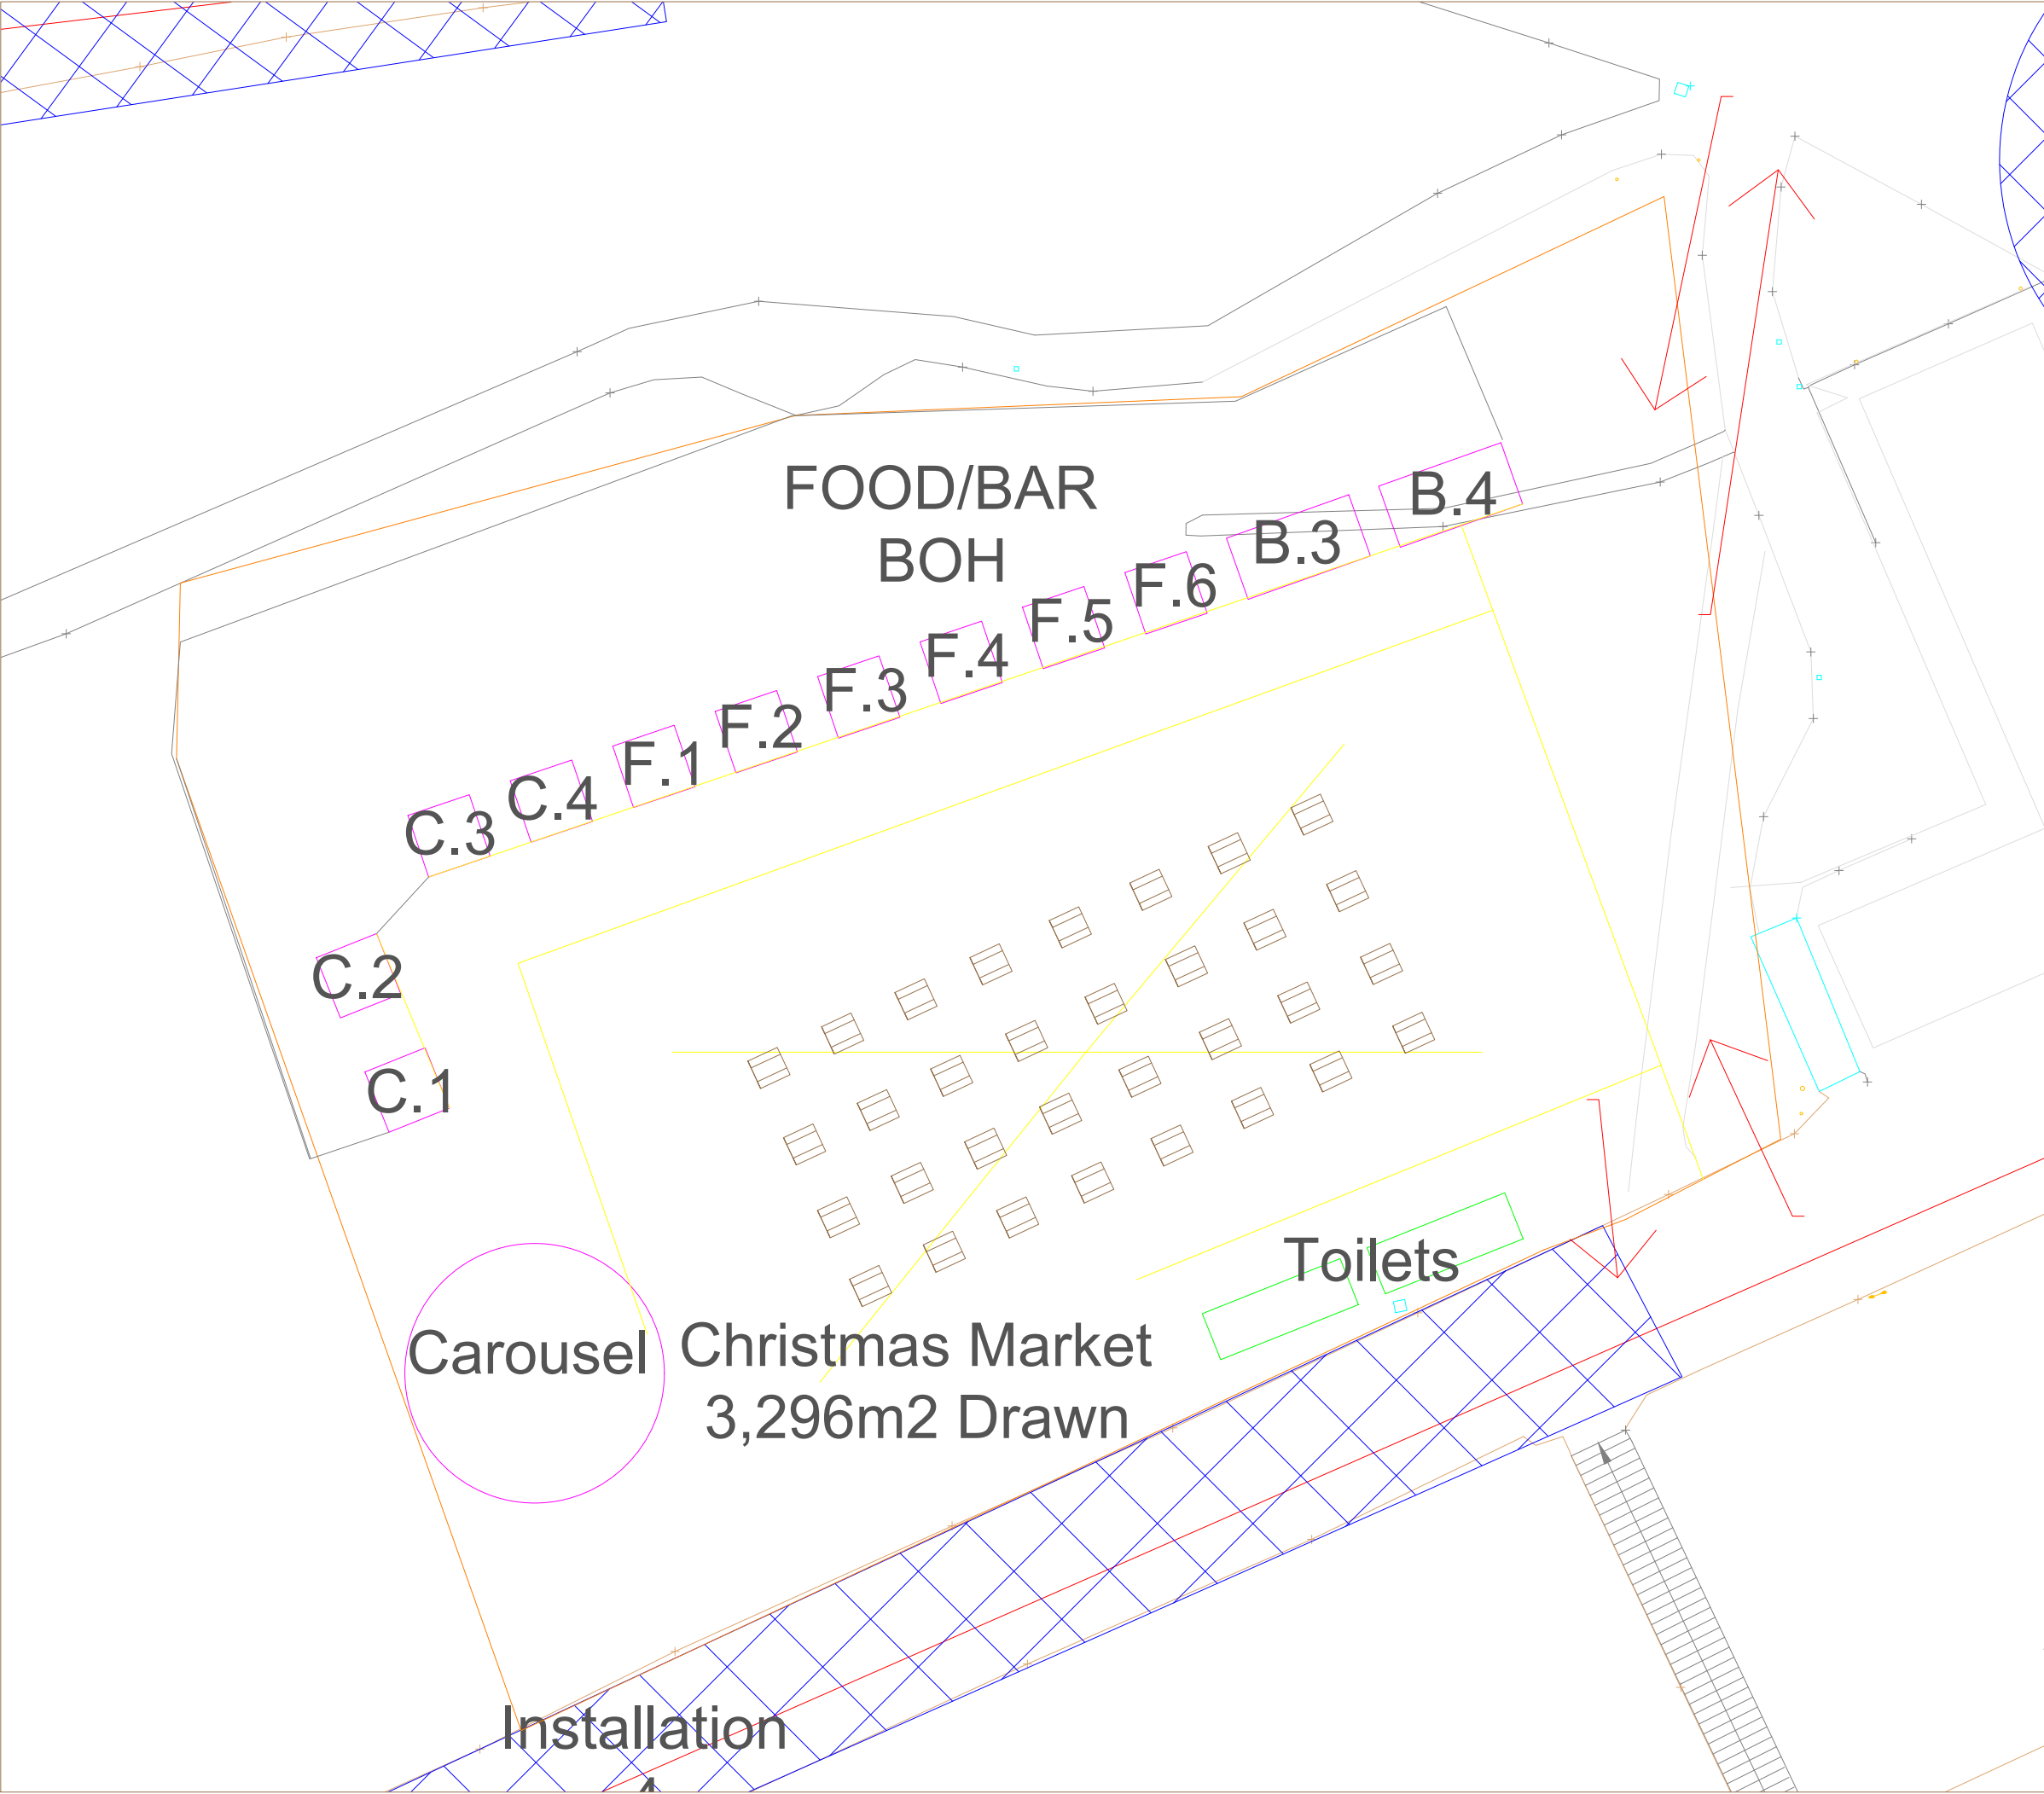 FOOD/BAR
BOH
B.4
B.3
F.6
F.5
F.4
F.3
F.2
F.1
C.4
C.3
C.2
C.1
Toilets
Carousel
Christmas Market
3,296m2 Drawn
Installation